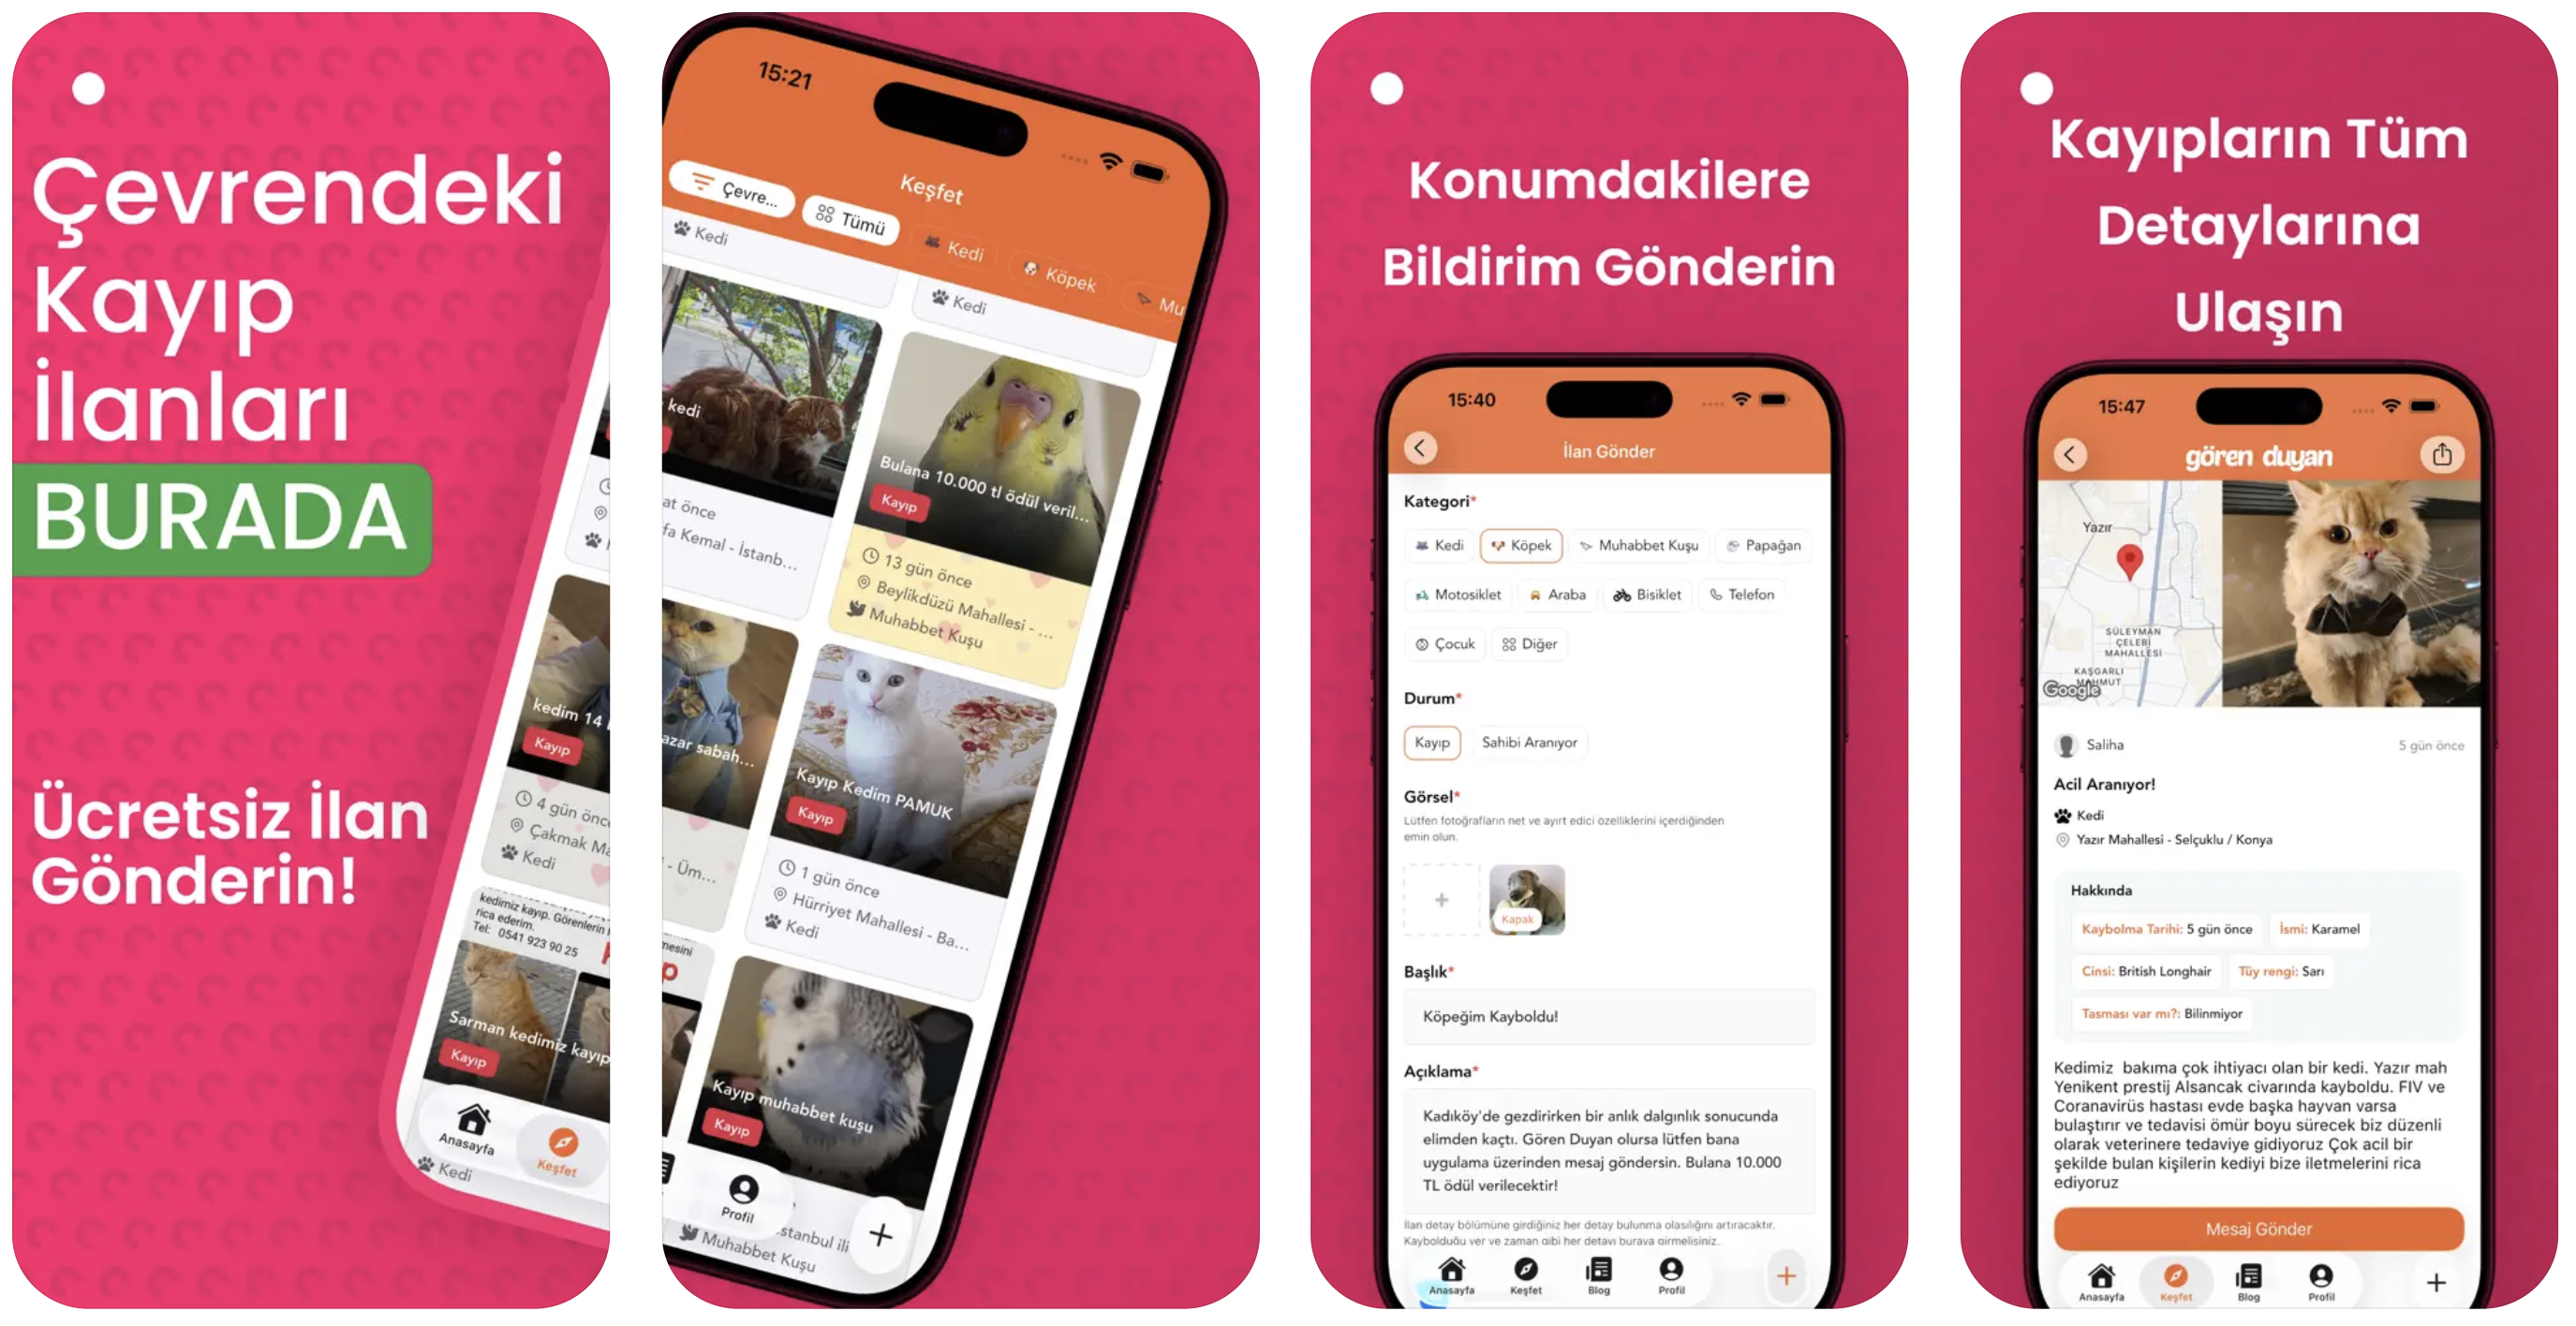 Çevrendeki
Kayıp
İlanları
BURADA
Ücretsiz İlan
Gönderin!
kedim 14
Kayıp
4 gün önc
Çakmak Ma
Kedi
kedimiz kayıp. Görenlerin
rica ederim.
Tel: 0541 923 90 25
Sarman kedimiz kayıp
Kayıp
Anasayfa
Keşfet
Kedi
15:21
Keşfet
Çevre...
Tümü
Kedi
Köpek
Mu
Kedi
Kedi
kedi
at önce
fa Kemal - İstanb...
Bulana 10.000 tl ödül veril...
Kayıp
13 gün önce
Beylikdüzü Mahallesi - ...
Muhabbet Kuşu
azar sabah...
- Üm...
Kayıp Kedim PAMUK
Kayıp
1 gün önce
Hürriyet Mahallesi - Ba...
Kedi
mesini
Kayıp muhabbet kuşu
Kayıp
Profil
stanbul ili
Muhabbet Kuşu
Konumdakilere
Bildirim Gönderin
15:40
İlan Gönder
Kategori*
Kedi
Köpek
Muhabbet Kuşu
Papağan
Motosiklet
Araba
Bisiklet
Telefon
Çocuk
Diğer
Durum*
Kayıp
Sahibi Aranıyor
Görsel*
Lütfen fotoğrafların net ve ayırt edici özelliklerini içerdiğinden
emin olun.
Kapak
Başlık*
Köpeğim Kayboldu!
Açıklama*
Kadıköy'de gezdirirken bir anlık dalgınlık sonucunda
elimden kaçtı. Gören Duyan olursa lütfen bana
uygulama üzerinden mesaj göndersin. Bulana 10.000
TL ödül verilecektir!
İlan detay bölümüne girdiğiniz her detay bulunma olasılığını artıracaktır.
Kaybolduğu yer ve zaman gibi her detayı buraya girmelisiniz.
Anasayfa
Keşfet
Blog
Profil
Kayıpların Tüm
Detaylarına
Ulaşın
15:47
gören duyan
Yazır
SÜLEYMAN
ÇELEBİ
MAHALLESİ
KAŞGARLI
MAHMUT
Google
Saliha
5 gün önce
Acil Aranıyor!
Kedi
Yazır Mahallesi - Selçuklu / Konya
Hakkında
Kaybolma Tarihi: 5 gün önce
İsmi: Karamel
Cinsi: British Longhair
Tüy rengi: Sarı
Tasması var mı?: Bilinmiyor
Kedimiz bakıma çok ihtiyacı olan bir kedi. Yazır mah
Yenikent prestij Alsancak civarında kayboldu. FIV ve
Coranavirüs hastası evde başka hayvan varsa
bulaştırır ve tedavisi ömür boyu sürecek biz düzenli
olarak veterinere tedaviye gidiyoruz Çok acil bir
şekilde bulan kişilerin kediyi bize iletmelerini rica
ediyoruz
Mesaj Gönder
Anasayfa
Keşfet
Blog
Profil